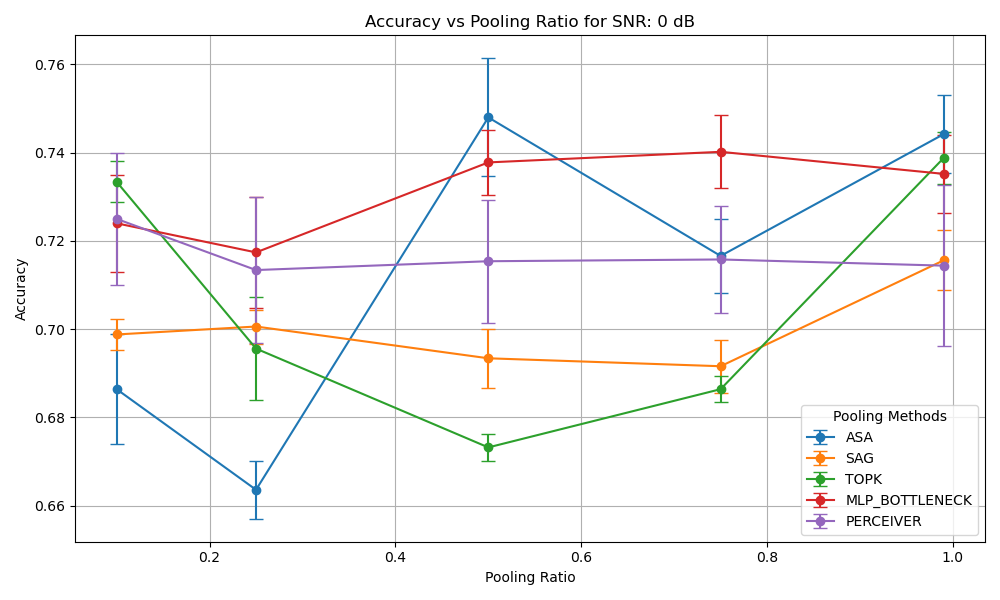 Accuracy vs Pooling Ratio for SNR: 0 dB
0.76
0.74
0.72
0.70
0.68
0.66
Accuracy
0.2
0.4
0.6
0.8
1.0
Pooling Ratio
Pooling Methods
ASA
SAG
TOPK
MLP_BOTTLENECK
PERCEIVER